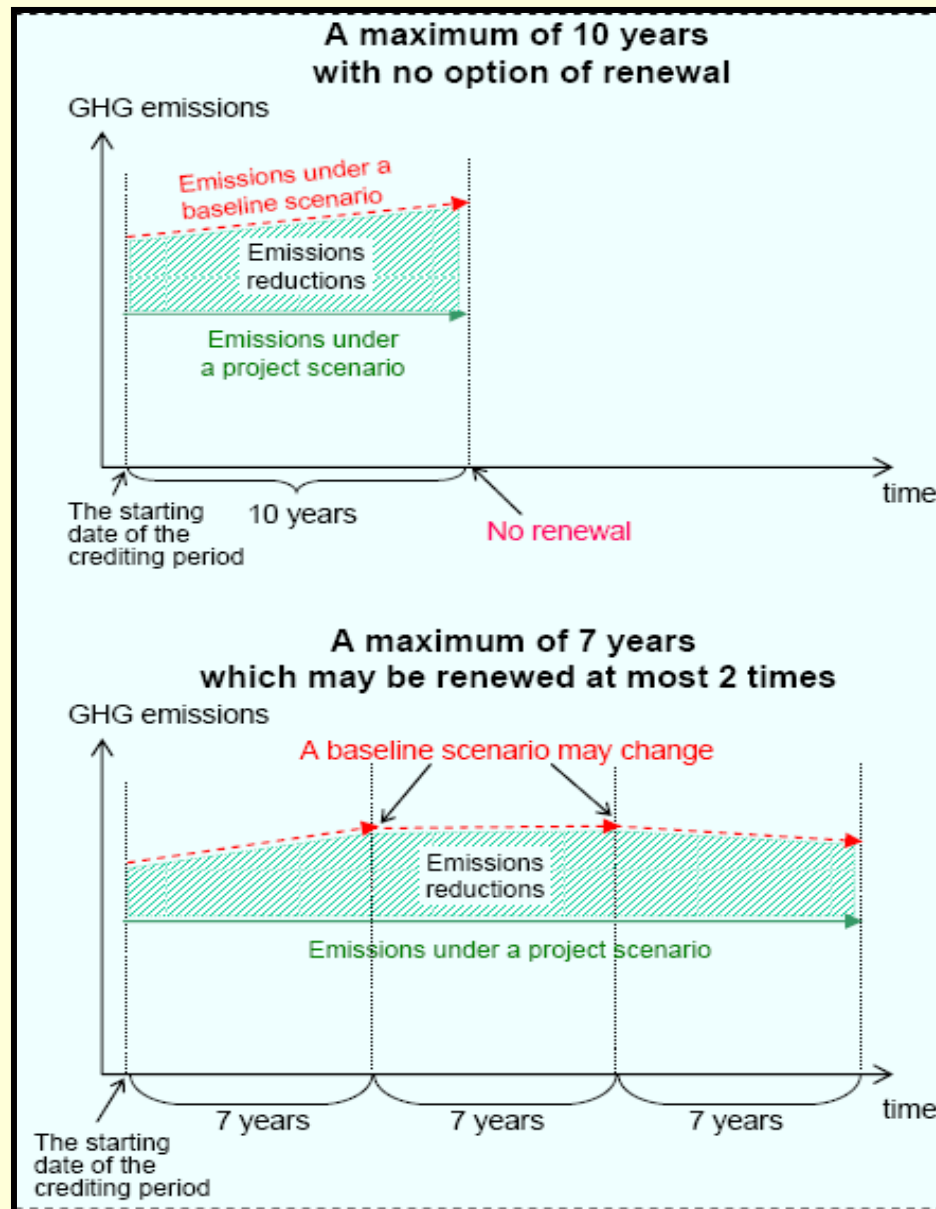 A maximum of 10 years
with no option of renewal
GHG emissions
Emissions under a
baseline scenario
Emissions
reductions
Emissions under
a project scenario
time
The starting
date of the
crediting period
10 years
No renewal
A maximum of 7 years
which may be renewed at most 2 times
GHG emissions
A baseline scenario may change
Emissions
reductions
Emissions under a project scenario
time
7 years
7 years
7 years
The starting
date of the
crediting period